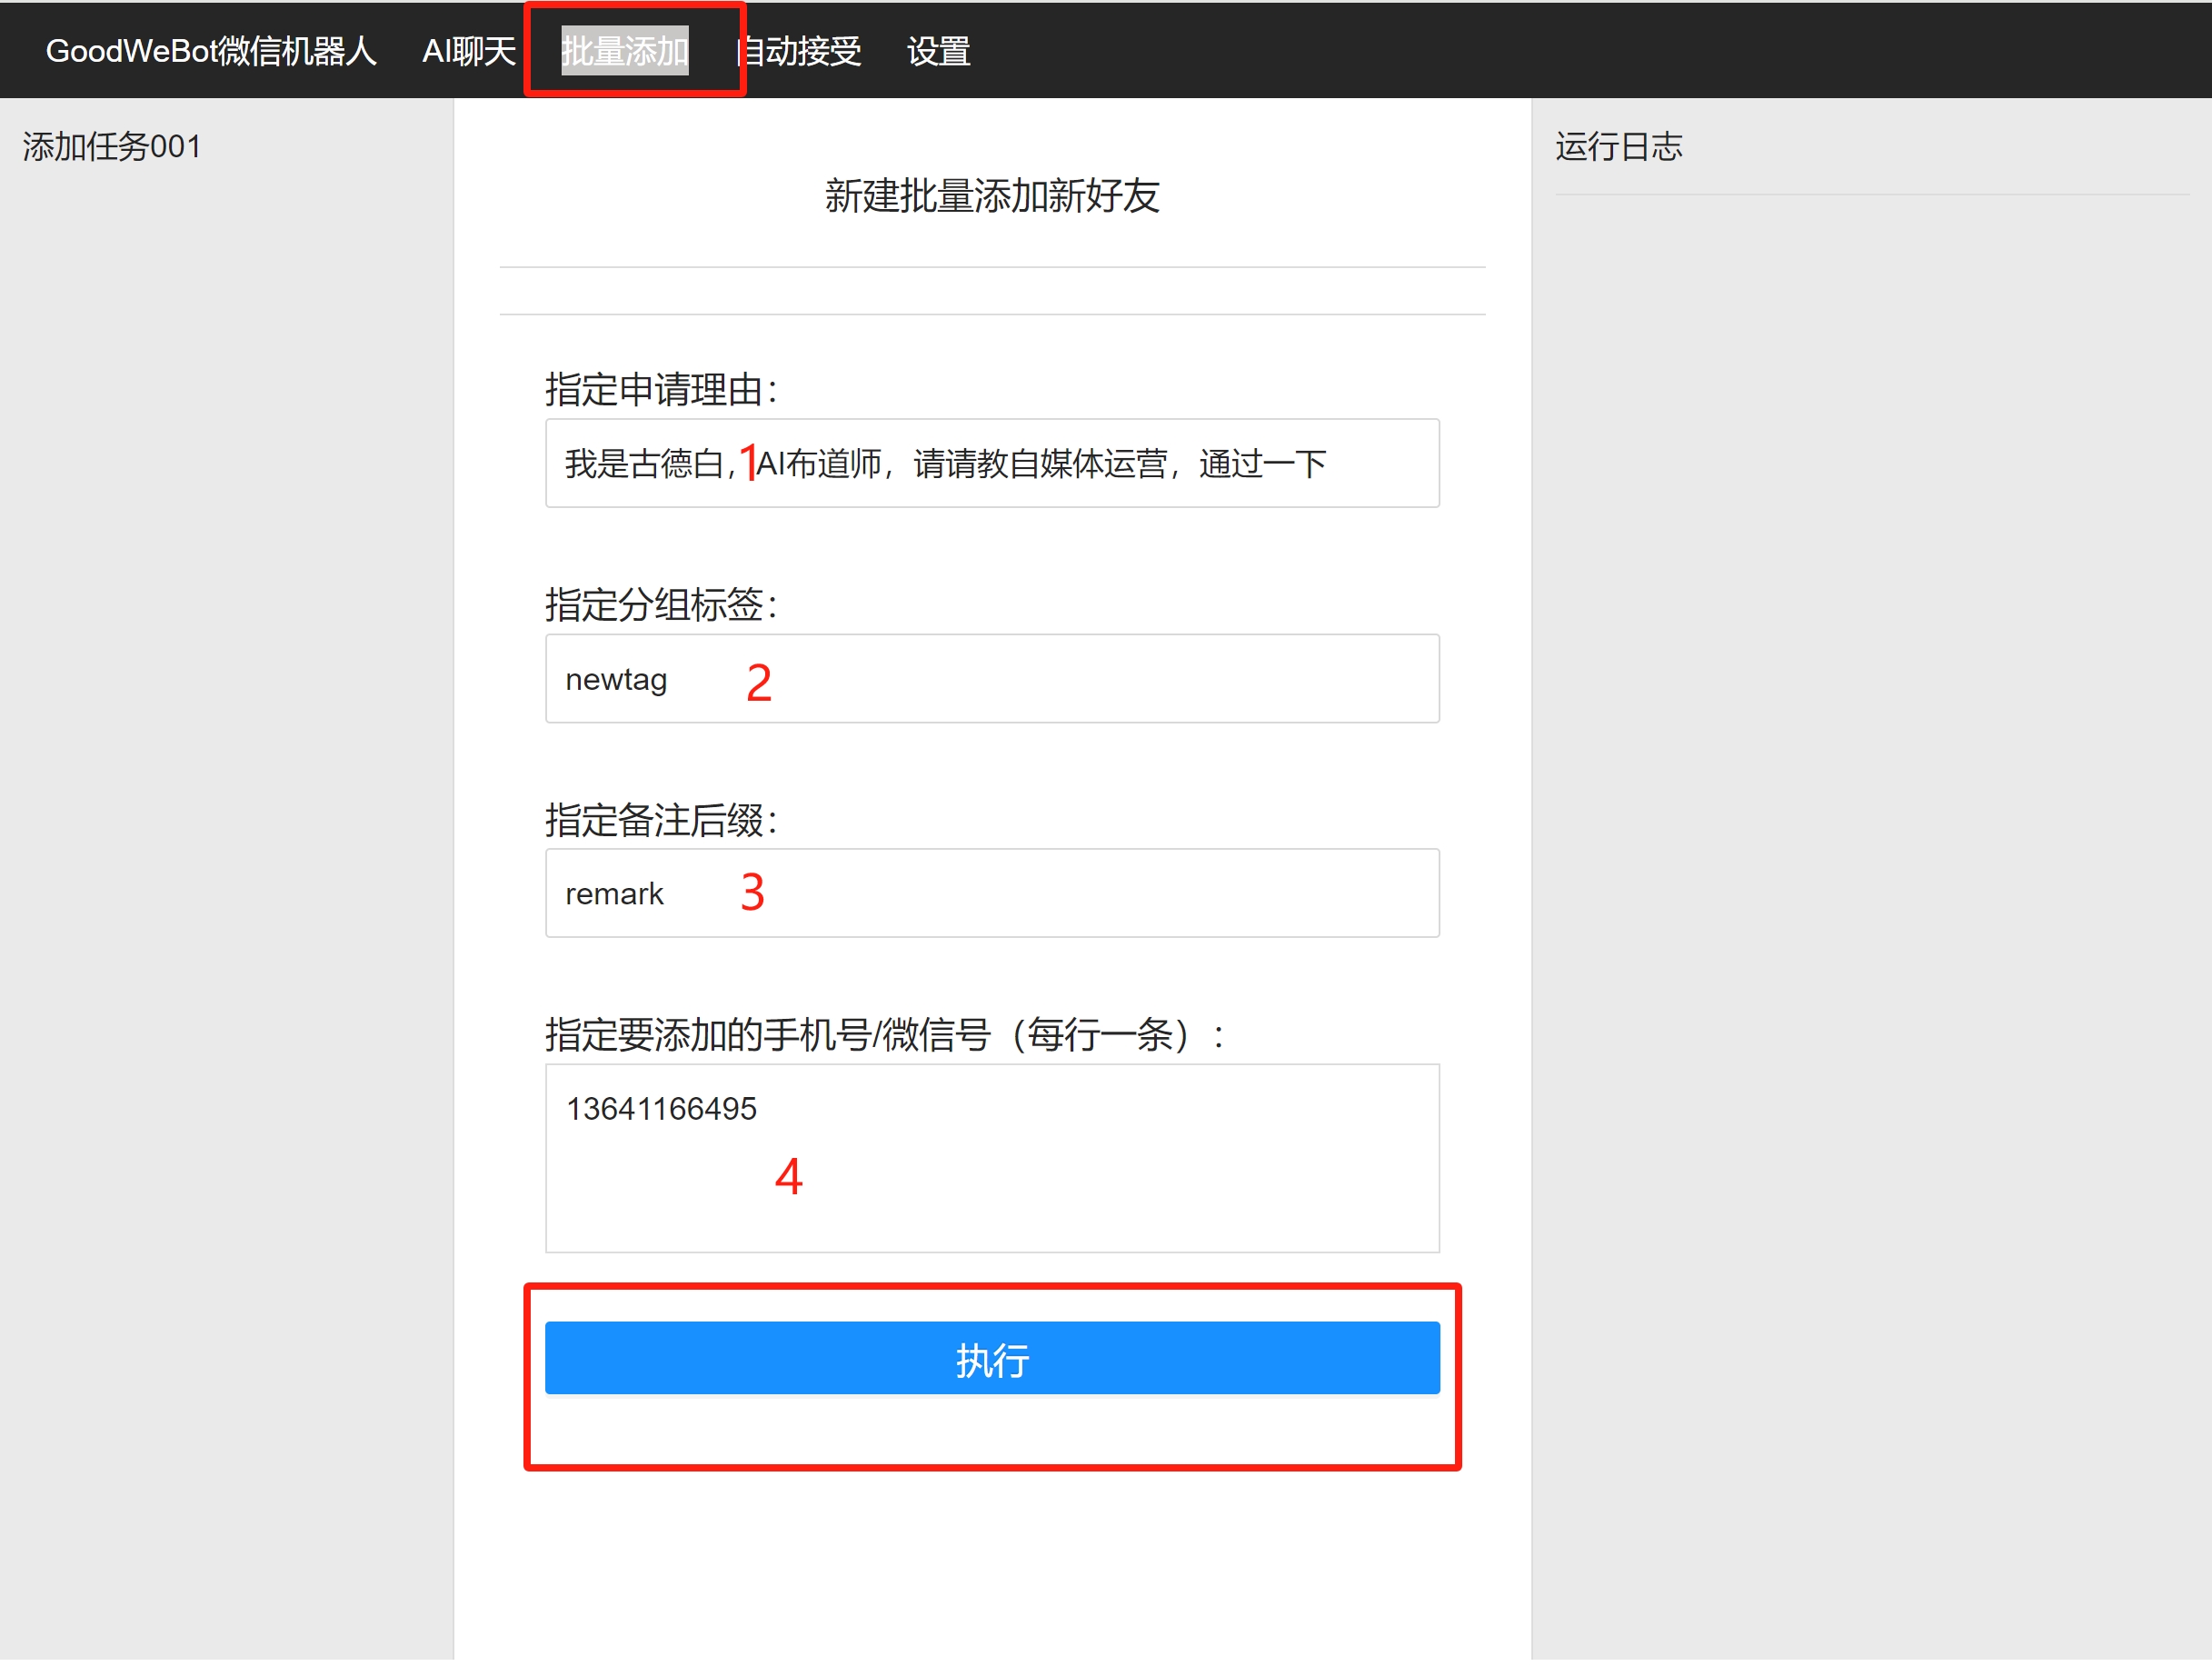 GoodWeBot微信机器人 AI聊天 批量添加 自动接受 设置
添加任务001
新建批量添加新好友
指定申请理由：
我是古德白，1AI布道师，请请教自媒体运营，通过一下
指定分组标签：
newtag 2
指定备注后缀：
remark 3
指定要添加的手机号/微信号（每行一条）：
13641166495
4
执行
运行日志